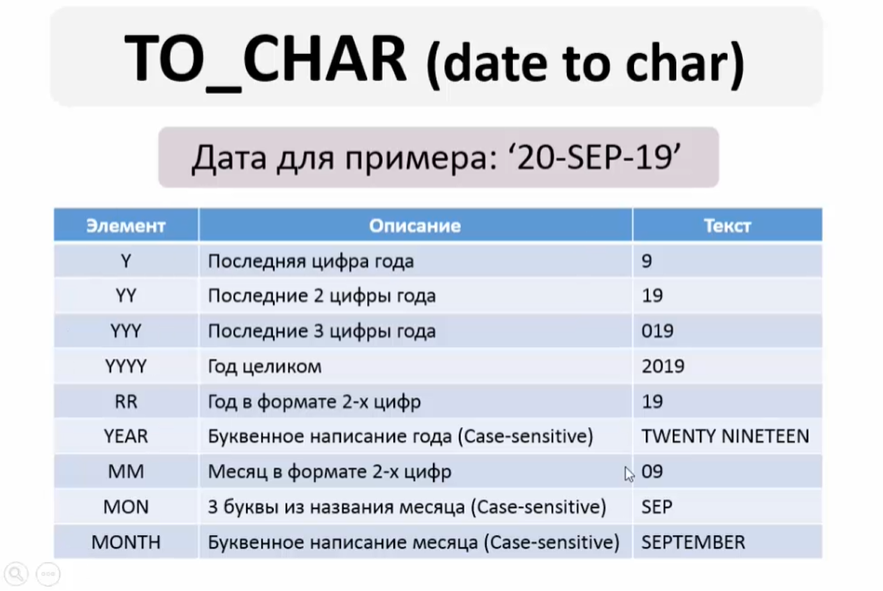 TO_CHAR (date to char)
Дата для примера: ‘20-SEP-19’
Элемент Описание Текст
Y Последняя цифра года 9
YY Последние 2 цифры года 19
YYY Последние 3 цифры года 019
YYYY Год целиком 2019
RR Год в формате 2-х цифр 19
YEAR Буквенное написание года (Case-sensitive) TWENTY NINETEEN
MM Месяц в формате 2-х цифр 09
MON 3 буквы из названия месяца (Case-sensitive) SEP
MONTH Буквенное написание месяца (Case-sensitive) SEPTEMBER